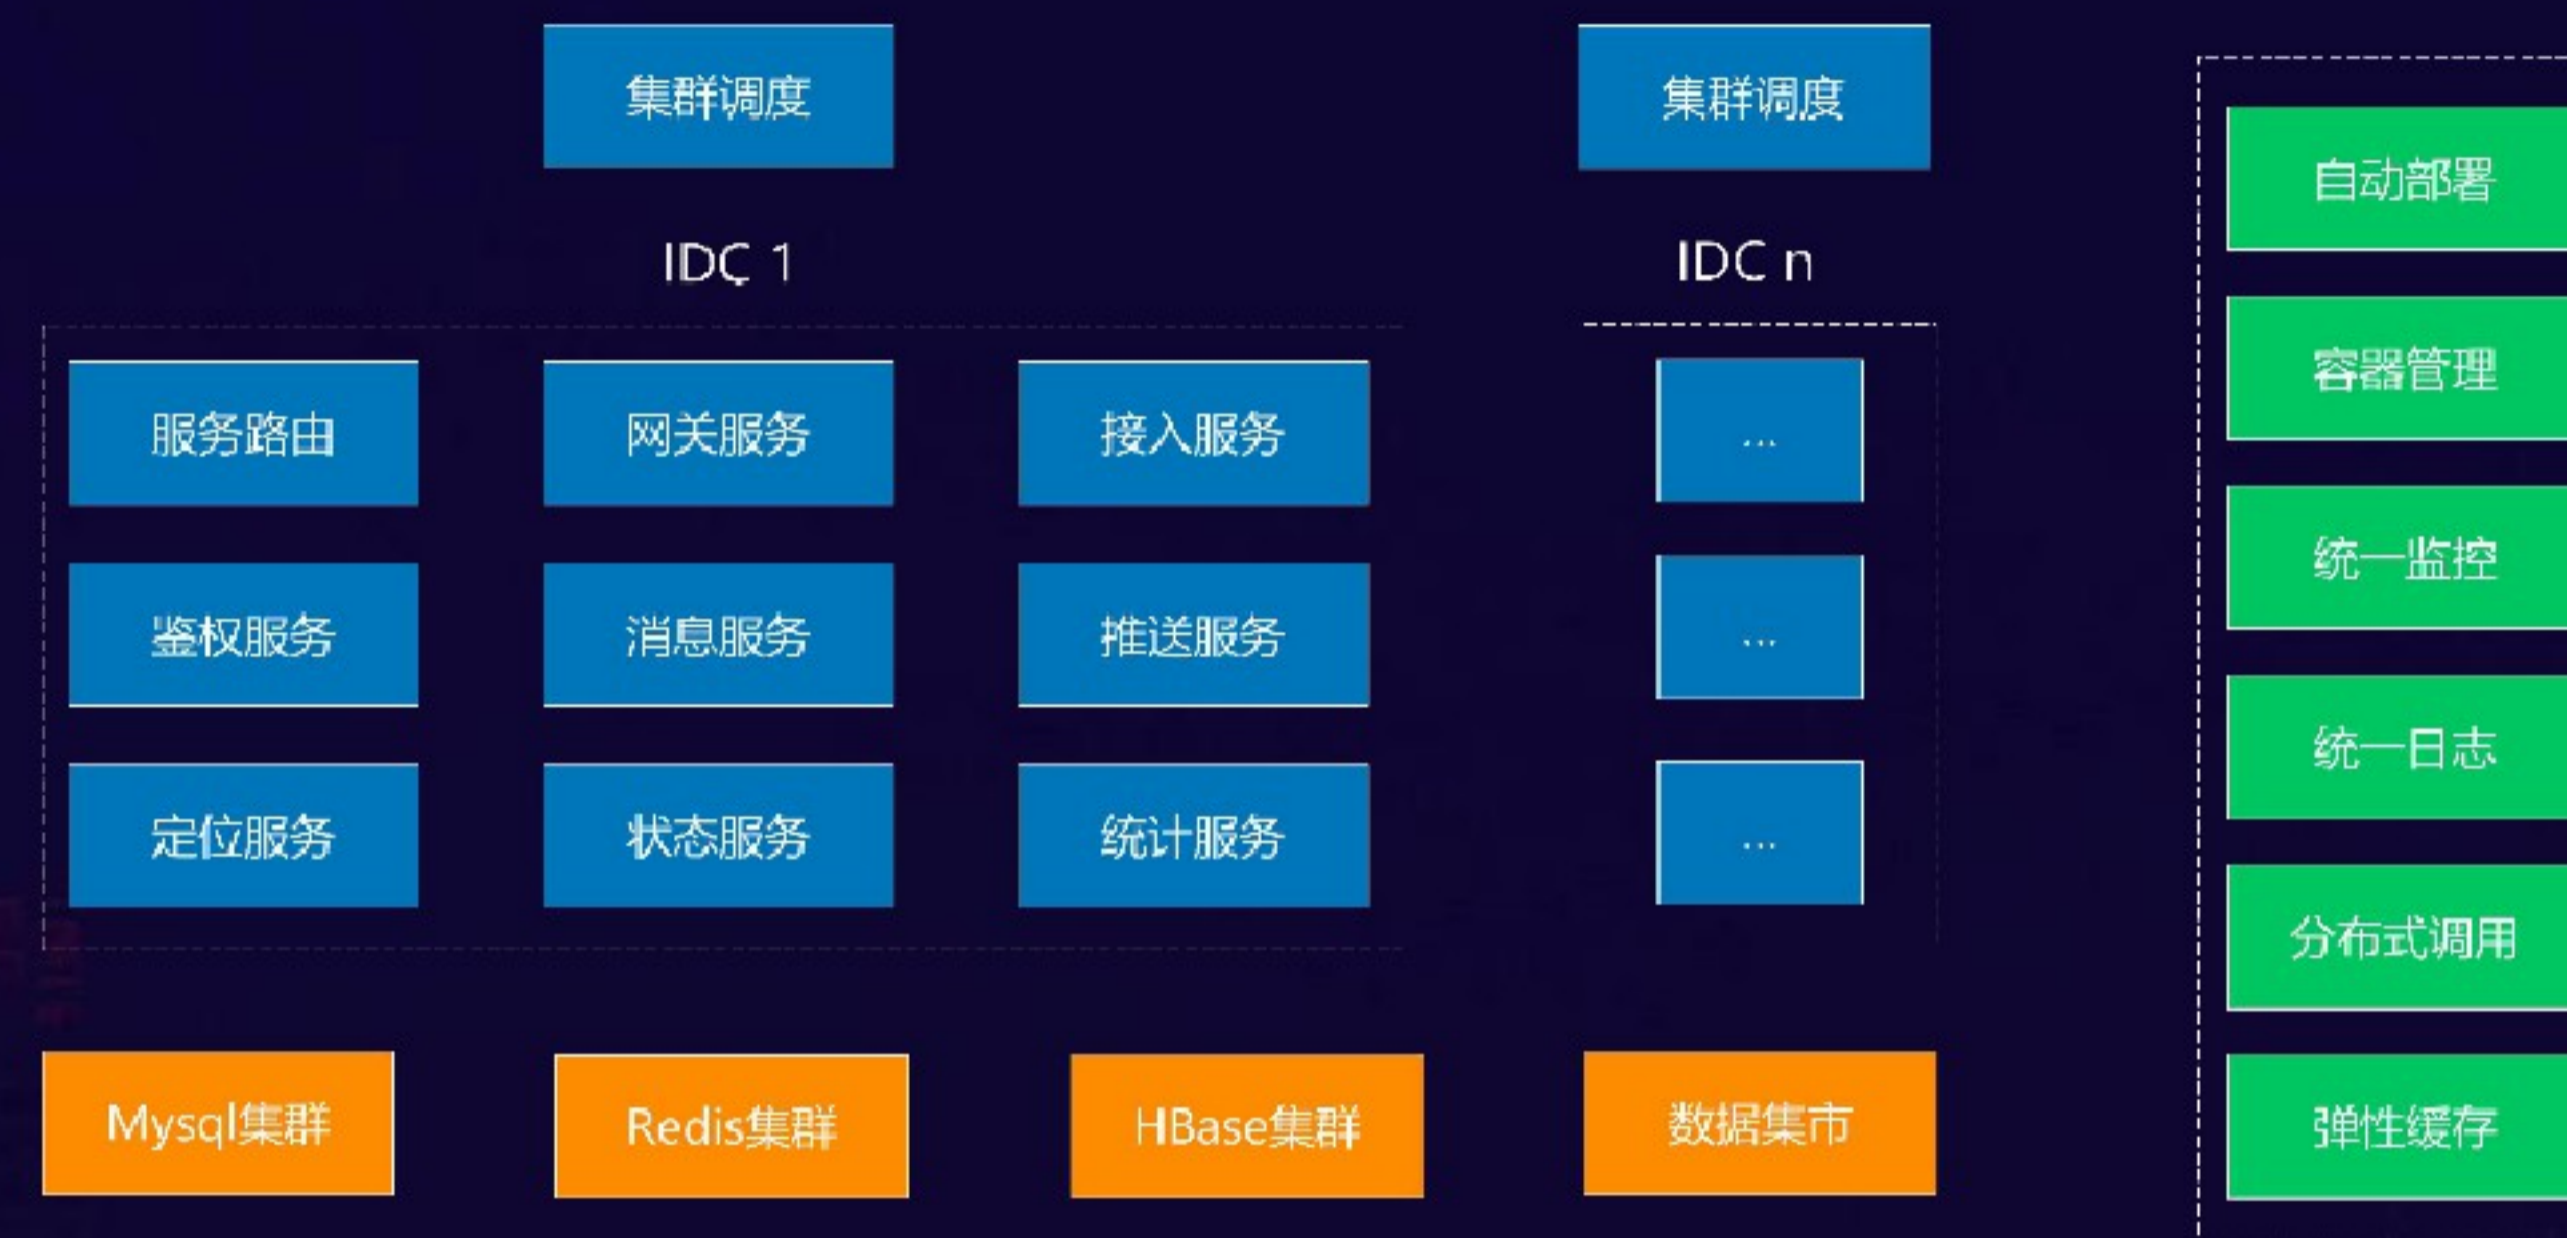 集群调度
集群调度
IDC 1
IDC n
服务路由
网关服务
接入服务
...
鉴权服务
消息服务
推送服务
...
定位服务
状态服务
统计服务
...
Mysql集群
Redis集群
HBase集群
数据集市
自动部署
容器管理
统一监控
统一日志
分布式调用
弹性缓存